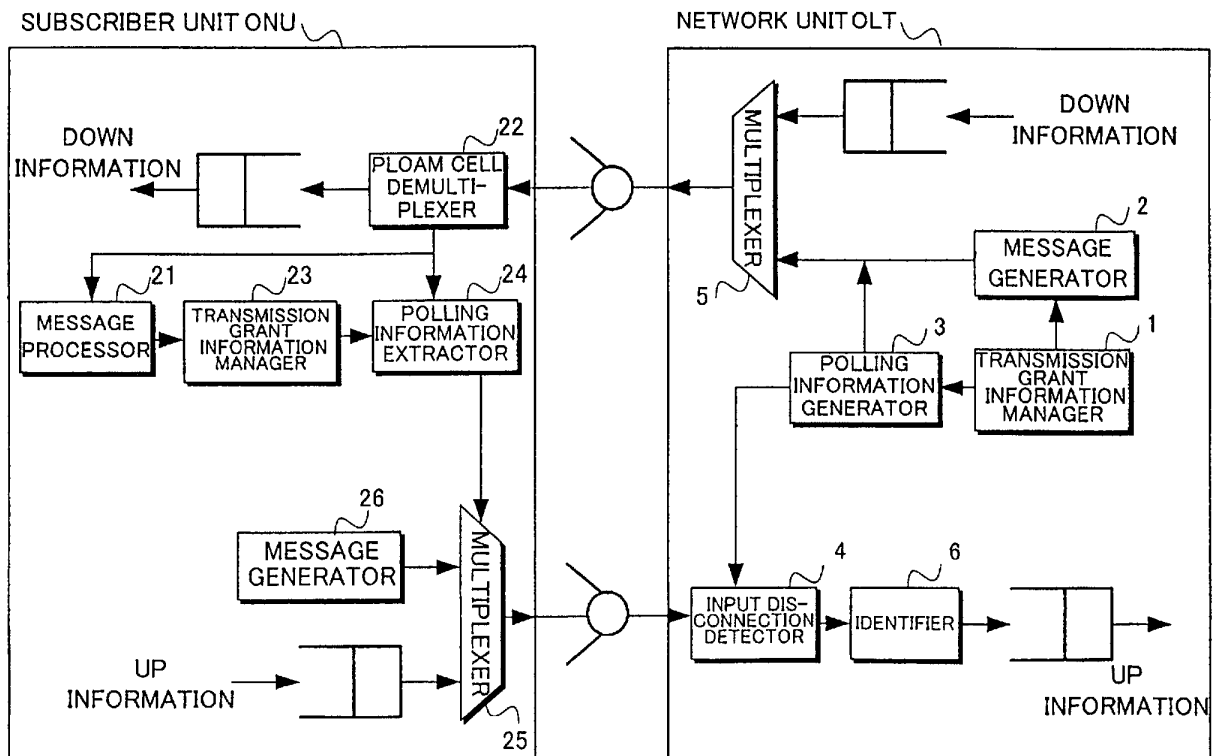 SUBSCRIBER UNIT ONU
NETWORK UNIT OLT
DOWN
INFORMATION
22
PLOAM CELL
DEMULTI-
PLEXER
MULTIPLEXER
5
DOWN
INFORMATION
2
MESSAGE
GENERATOR
21
MESSAGE
PROCESSOR
23
TRANSMISSION
GRANT
INFORMATION
MANAGER
24
POLLING
INFORMATION
EXTRACTOR
3
POLLING
INFORMATION
GENERATOR
1
TRANSMISSION
GRANT
INFORMATION
MANAGER
26
MESSAGE
GENERATOR
MULTIPLEXER
25
UP
INFORMATION
4
INPUT DIS-
CONNECTION
DETECTOR
6
IDENTIFIER
UP
INFORMATION